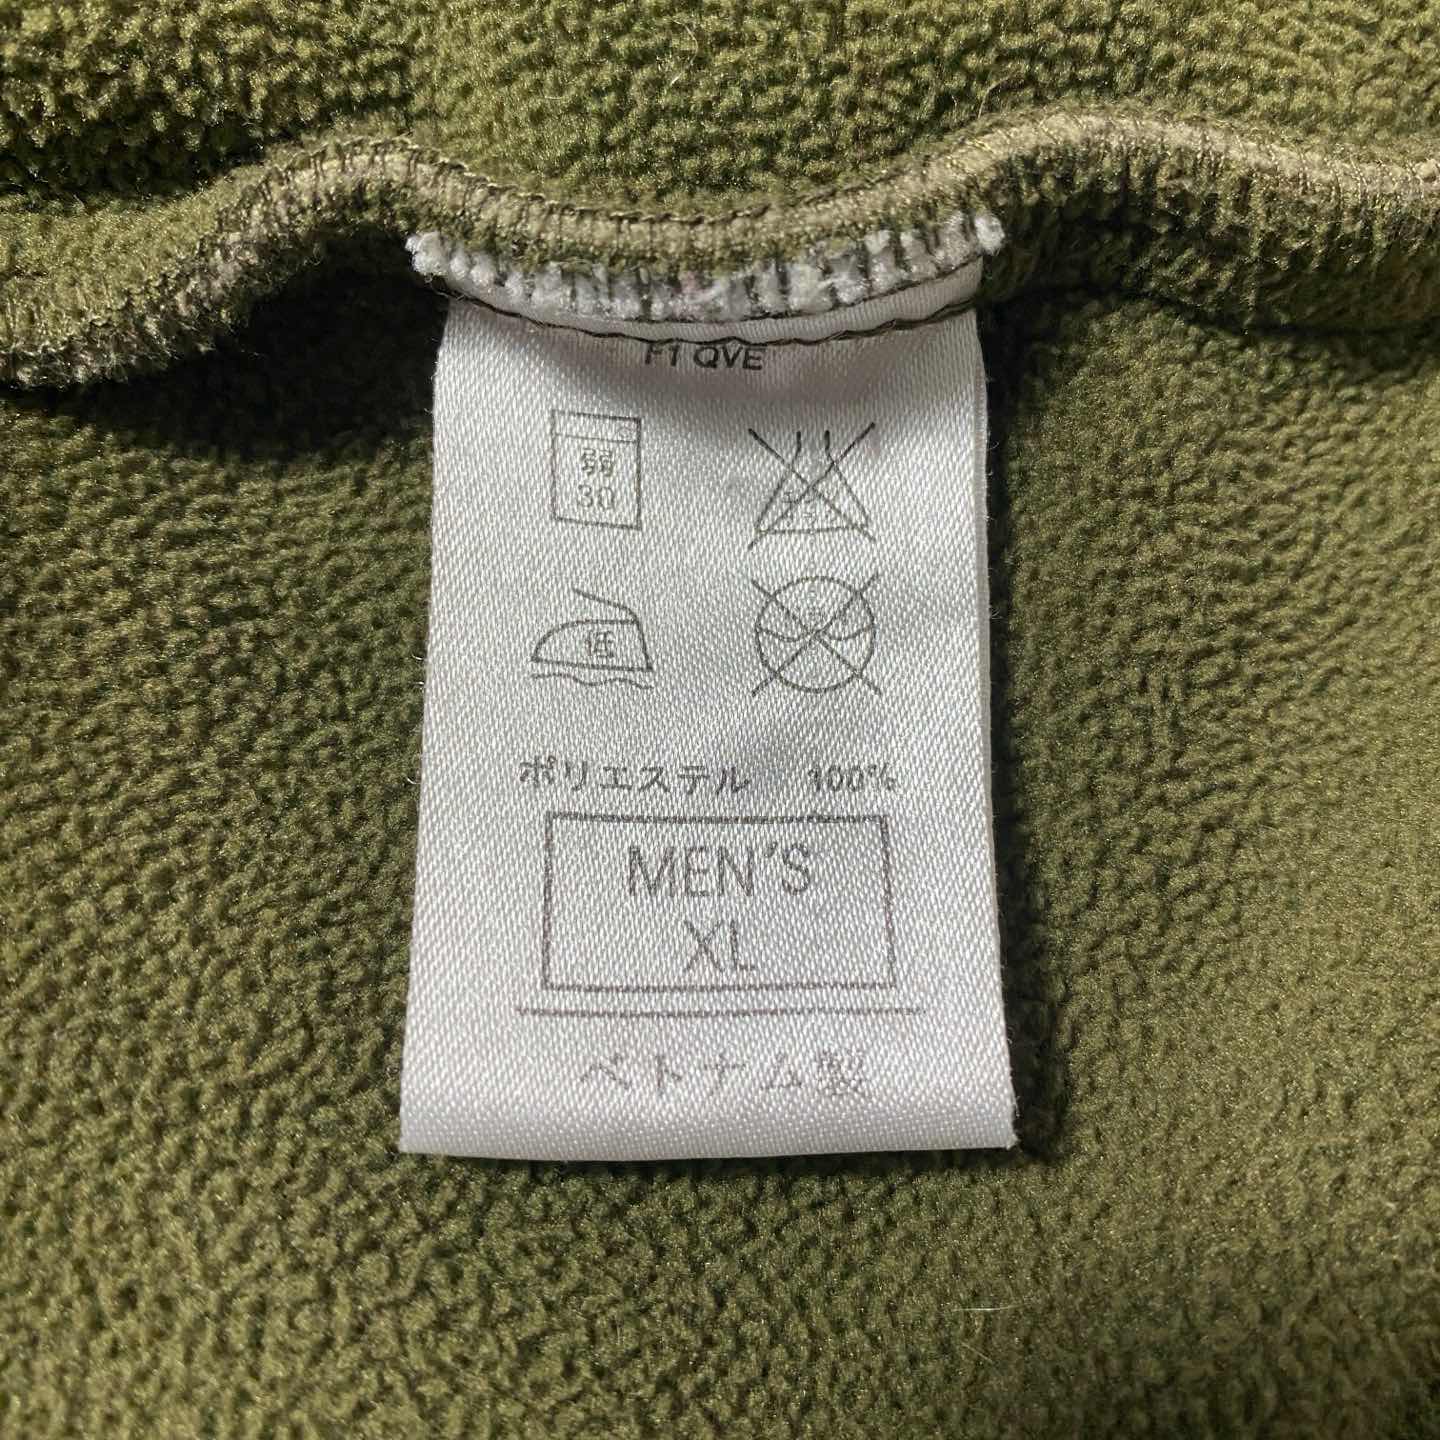 F1 QVE
弱
30
低
ポリエステル 100%
MEN'S
XL
ベトナム製